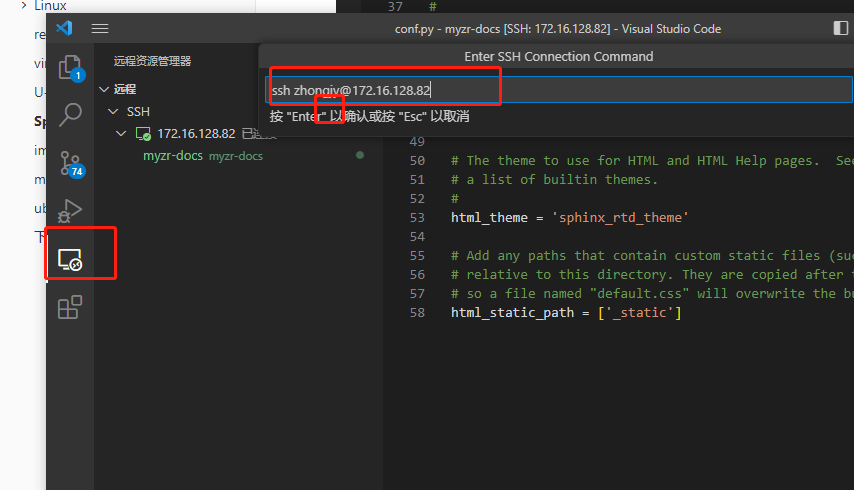 Linux
re
vir
U-
Sp
im
m
ub
下
37 #
conf.py - myzr-docs [SSH: 172.16.128.82] - Visual Studio Code
远程资源管理器
Enter SSH Connection Command
ssh zhongjy@172.16.128.82
按 "Enter" 以确认或按 "Esc" 以取消
远程
SSH
172.16.128.82 已连接
myzr-docs myzr-docs
1
74
49
50 # The theme to use for HTML and HTML Help pages. See
51 # a list of builtin themes.
52 #
53 html_theme = 'sphinx_rtd_theme'
54
55 # Add any paths that contain custom static files (suc
56 # relative to this directory. They are copied after t
57 # so a file named "default.css" will overwrite the bu
58 html_static_path = ['_static']